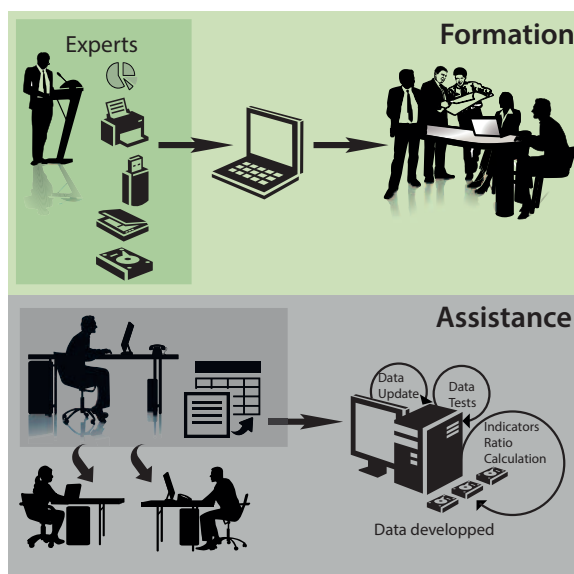 Experts
Formation
Assistance
Data
Update
Data
Tests
Indicators
Ratio
Calculation
Data developped